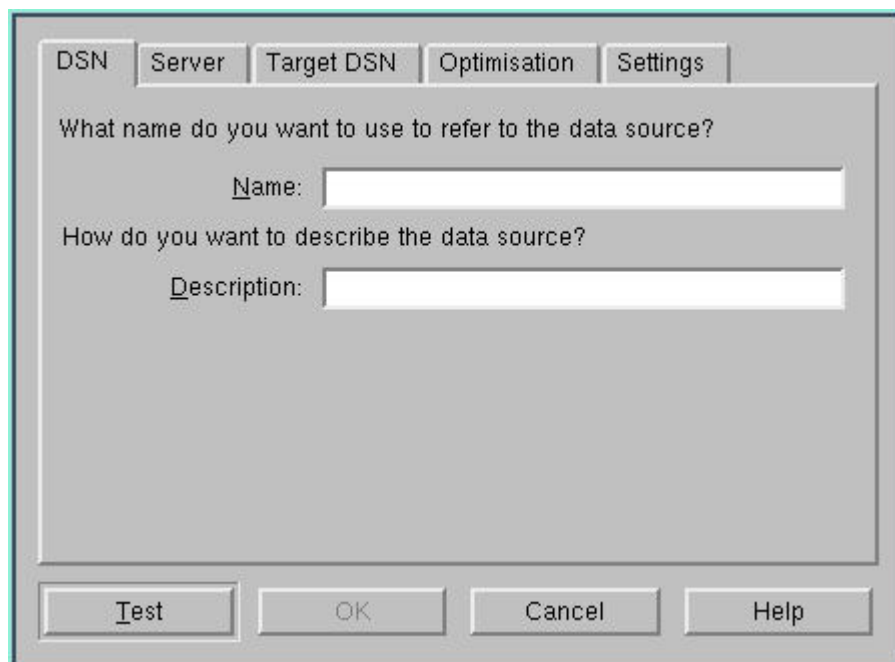 DSN Server Target DSN Optimisation Settings
What name do you want to use to refer to the data source?
Name:
How do you want to describe the data source?
Description:
Test OK Cancel Help